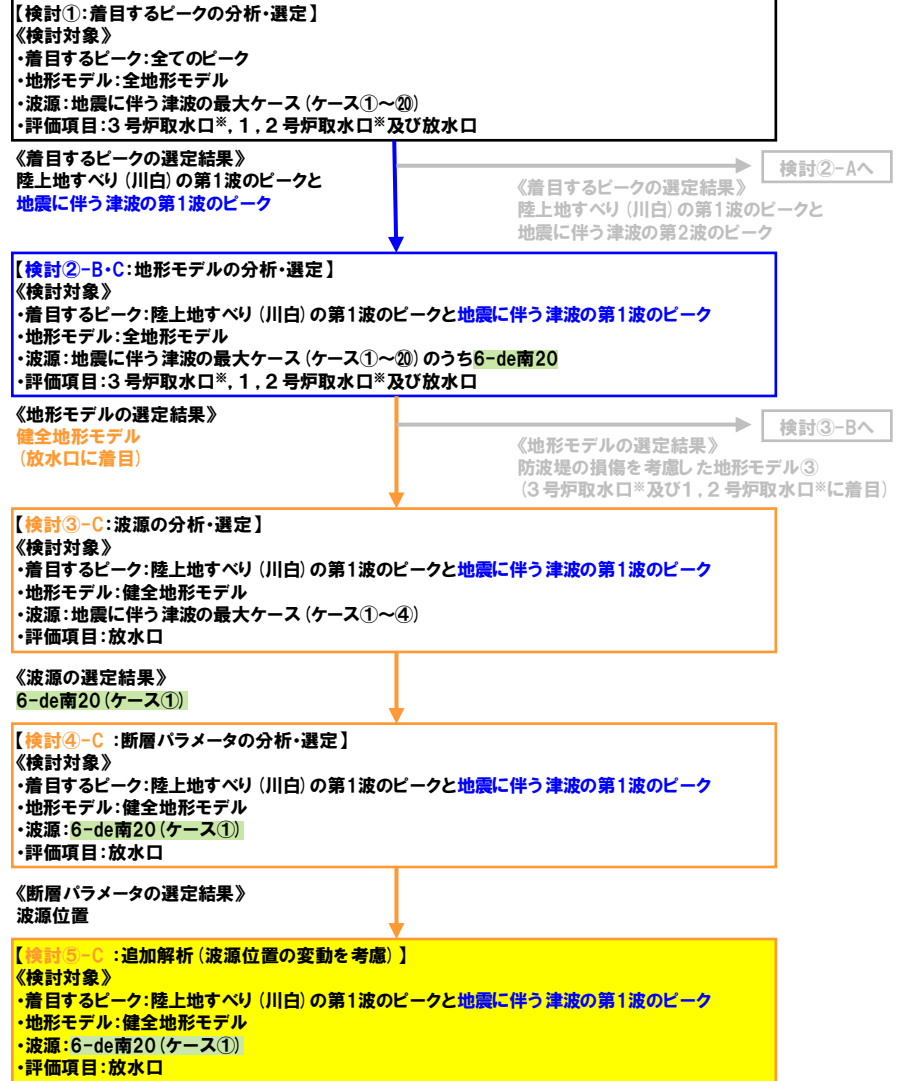 【検討①:着目するピークの分析・選定】
《検討対象》
・着目するピーク:全てのピーク
・地形モデル:全地形モデル
・波源:地震に伴う津波の最大ケース(ケース①～⑳)
・評価項目:3号炉取水口※,1,2号炉取水口※及び放水口
《着目するピークの選定結果》
陸上地すべり(川白)の第1波のピークと
地震に伴う津波の第1波のピーク
検討②-Aへ
《着目するピークの選定結果》
陸上地すべり(川白)の第1波のピークと
地震に伴う津波の第2波のピーク
【検討②-B・C:地形モデルの分析・選定】
《検討対象》
・着目するピーク:陸上地すべり(川白)の第1波のピークと地震に伴う津波の第1波のピーク
・地形モデル:全地形モデル
・波源:地震に伴う津波の最大ケース(ケース①～⑳)のうち6-de南20
・評価項目:3号炉取水口※,1,2号炉取水口※及び放水口
《地形モデルの選定結果》
健全地形モデル
(放水口に着目)
検討③-Bへ
《地形モデルの選定結果》
防波堤の損傷を考慮した地形モデル③
(3号炉取水口※及び1,2号炉取水口※に着目)
【検討③-C:波源の分析・選定】
《検討対象》
・着目するピーク:陸上地すべり(川白)の第1波のピークと地震に伴う津波の第1波のピーク
・地形モデル:健全地形モデル
・波源:地震に伴う津波の最大ケース(ケース①～④)
・評価項目:放水口
《波源の選定結果》
6-de南20(ケース①)
【検討④-C :断層パラメータの分析・選定】
《検討対象》
・着目するピーク:陸上地すべり(川白)の第1波のピークと地震に伴う津波の第1波のピーク
・地形モデル:健全地形モデル
・波源:6-de南20(ケース①)
・評価項目:放水口
《断層パラメータの選定結果》
波源位置
【検討⑤-C :追加解析(波源位置の変動を考慮)】
《検討対象》
・着目するピーク:陸上地すべり(川白)の第1波のピークと地震に伴う津波の第1波のピーク
・地形モデル:健全地形モデル
・波源:6-de南20(ケース①)
・評価項目:放水口